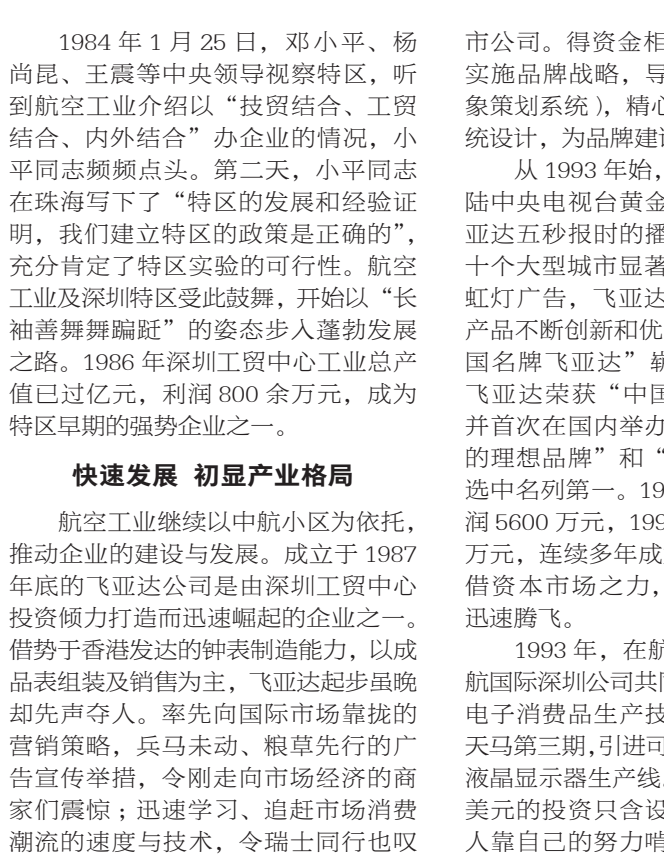 1984 年 1 月 25 日，邓小平、杨
尚昆、王震等中央领导视察特区，听
到航空工业介绍以“技贸结合、工贸
结合、内外结合”办企业的情况，小
平同志频频点头。第二天，小平同志
在珠海写下了“特区的发展和经验证
明，我们建立特区的政策是正确的”，
充分肯定了特区实验的可行性。航空
工业及深圳特区受此鼓舞，开始以“长
袖善舞舞蹁跹”的姿态步入蓬勃发展
之路。1986 年深圳工贸中心工业总产
值已过亿元，利润 800 余万元，成为
特区早期的强势企业之一。
快速发展 初显产业格局
航空工业继续以中航小区为依托，
推动企业的建设与发展。成立于 1987
年底的飞亚达公司是由深圳工贸中心
投资倾力打造而迅速崛起的企业之一。
借势于香港发达的钟表制造能力，以成
品表组装及销售为主，飞亚达起步虽晚
却先声夺人。率先向国际市场靠拢的
营销策略，兵马未动、粮草先行的广
告宣传举措，令刚走向市场经济的商
家们震惊；迅速学习、追赶市场消费
潮流的速度与技术，令瑞士同行也叹
市公司。得资金相
实施品牌战略，导
象策划系统），精心
统设计，为品牌建
从 1993 年始，
陆中央电视台黄金
亚达五秒报时的播
十个大型城市显著
虹灯广告，飞亚达
产品不断创新和优
国名牌飞亚达”崭
飞亚达荣获“中国
并首次在国内举办
的理想品牌”和“
选中名列第一。19
润 5600 万元，199
万元，连续多年成
借资本市场之力，
迅速腾飞。
1993 年，在航
航国际深圳公司共同
电子消费品生产技
天马第三期，引进可
液晶显示器生产线
美元的投资只含设
人靠自己的努力啃